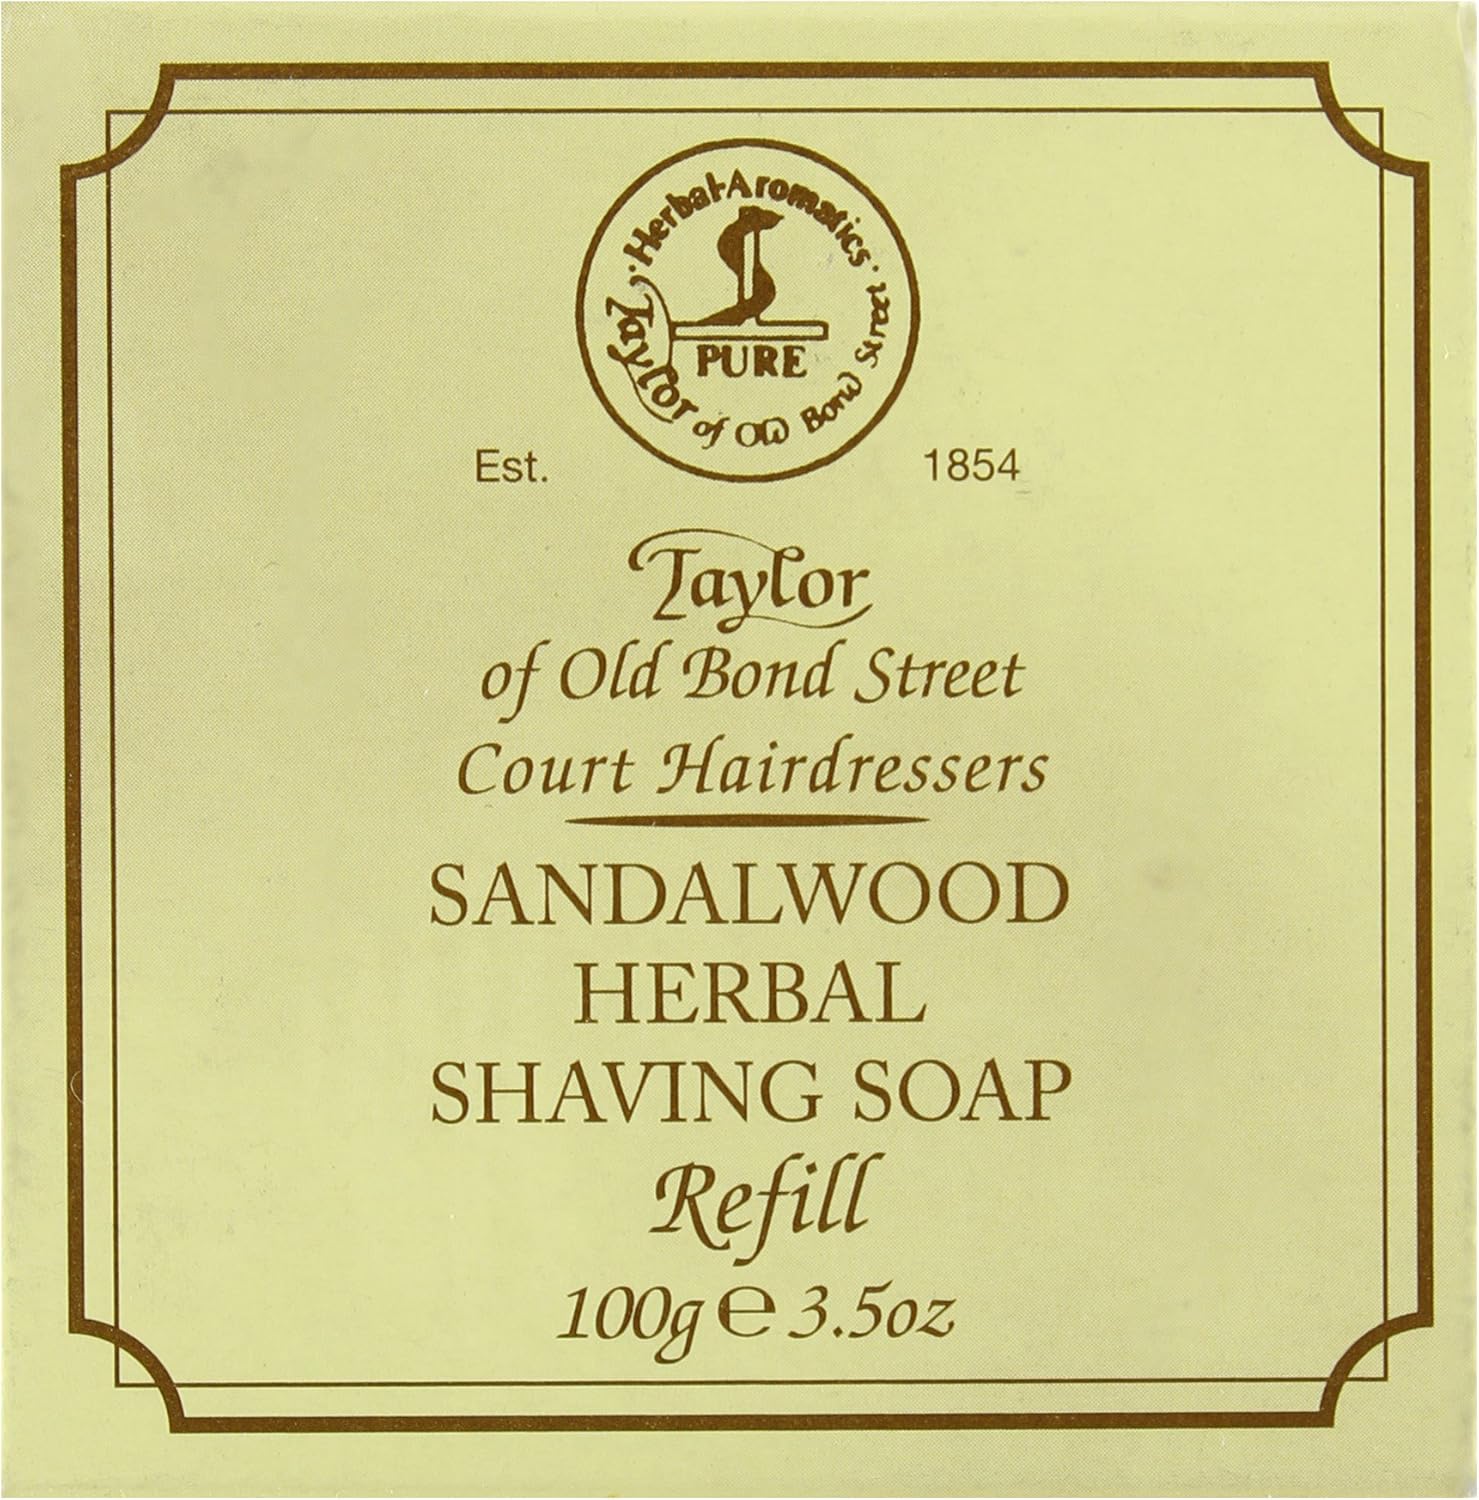 ·Herbal·Aromatics·
PURE
Taylor of Old Bond Street
Est. 1854
Taylor
of Old Bond Street
Court Hairdressers
SANDALWOOD
HERBAL
SHAVING SOAP
Refill
100g e 3.5oz